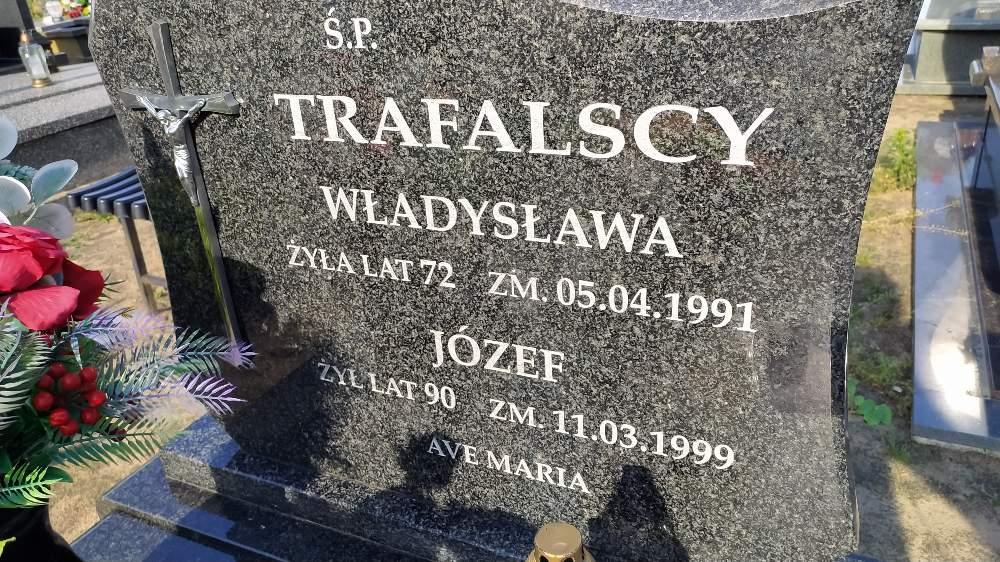 Ś.P.
TRAFALSCY
WŁADYSŁAWA
ŻYŁA LAT 72 ZM. 05.04.1991
JÓZEF
ŻYŁ LAT 90 ZM. 11.03.1999
AVE MARIA